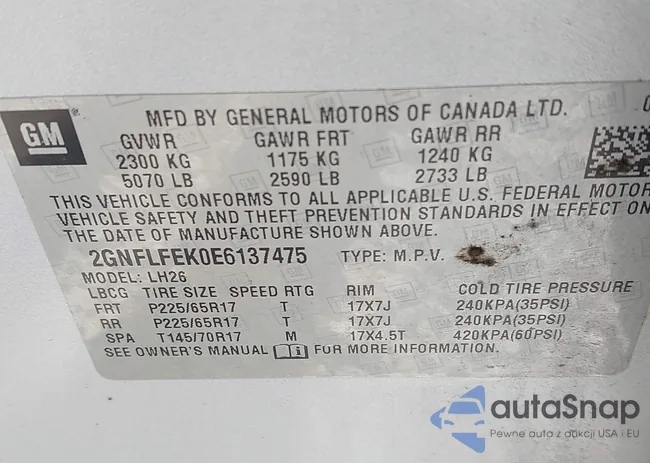 GM
MFD BY GENERAL MOTORS OF CANADA LTD.
GVWR GAWR FRT GAWR RR
2300 KG 1175 KG 1240 KG
5070 LB 2590 LB 2733 LB
THIS VEHICLE CONFORMS TO ALL APPLICABLE U.S. FEDERAL MOTOR
VEHICLE SAFETY AND THEFT PREVENTION STANDARDS IN EFFECT ON
THE DATE OF MANUFACTURE SHOWN ABOVE.
2GNFLFEK0E6137475 TYPE: M.P.V.
MODEL: LH26
LBCG TIRE SIZE SPEED RTG RIM COLD TIRE PRESSURE
FRT P225/65R17 T 17X7J 240KPA(35PSI)
RR P225/65R17 T 17X7J 240KPA(35PSI)
SPA T145/70R17 M 17X4.5T 420KPA(60PSI)
SEE OWNER'S MANUAL FOR MORE INFORMATION.
autaSnap
Pewne auta z aukcji USA i EU